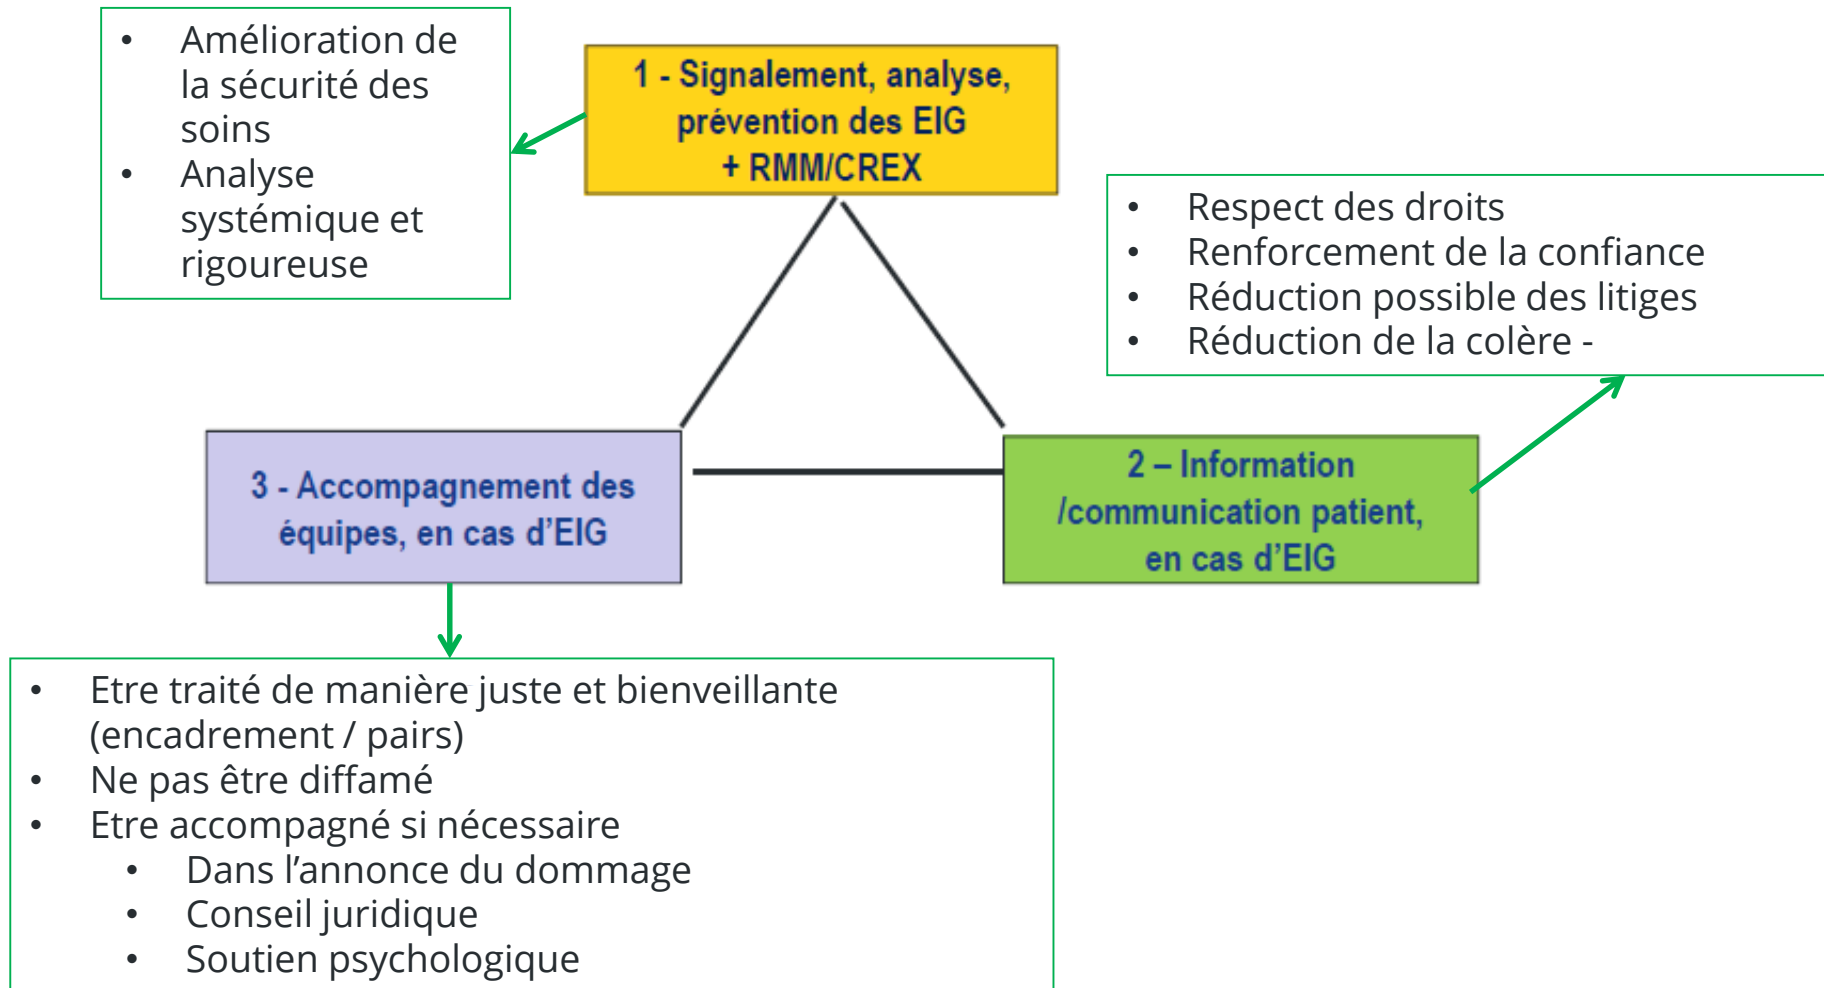 • Amélioration de
la sécurité des
soins
• Analyse
systémique et
rigoureuse
1 - Signalement, analyse,
prévention des EIG
+ RMM/CREX
• Respect des droits
• Renforcement de la confiance
• Réduction possible des litiges
• Réduction de la colère -
3 - Accompagnement des
équipes, en cas d’EIG
2 – Information
/communication patient,
en cas d’EIG
• Etre traité de manière juste et bienveillante
(encadrement / pairs)
• Ne pas être diffamé
• Etre accompagné si nécessaire
• Dans l’annonce du dommage
• Conseil juridique
• Soutien psychologique